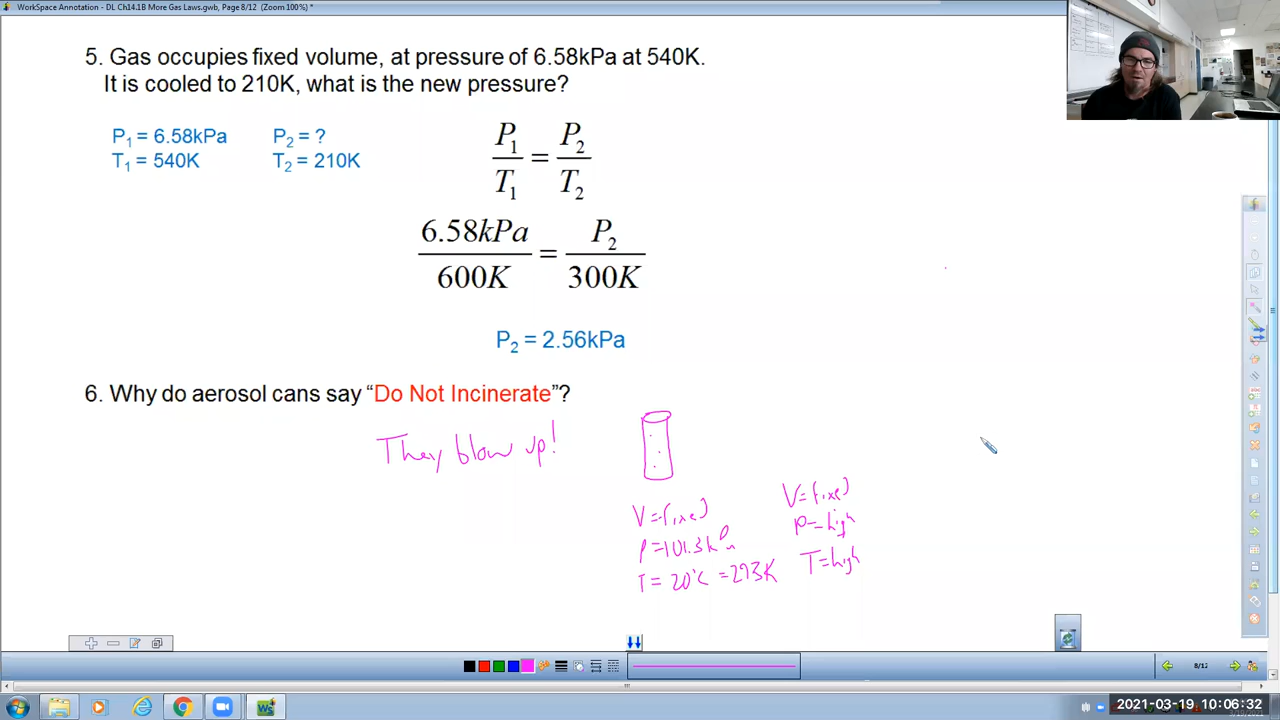 WorkSpace Annotation - DL Ch14.1B More Gas Laws.gwb, Page 8/12 (Zoom 100%) *
5. Gas occupies fixed volume, at pressure of 6.58kPa at 540K.
It is cooled to 210K, what is the new pressure?
P₁ = 6.58kPa P₂ = ?
T₁ = 540K T₂ = 210K
P₁/T₁ = P₂/T₂
6.58kPa/600K = P₂/300K
P₂ = 2.56kPa
6. Why do aerosol cans say “Do Not Incinerate”?
They blow up!
V=fixed V=fixed
P=101.3kPa P=high
T= 20°C =293K T=high
8/12
2021-03-19, 10:06:32